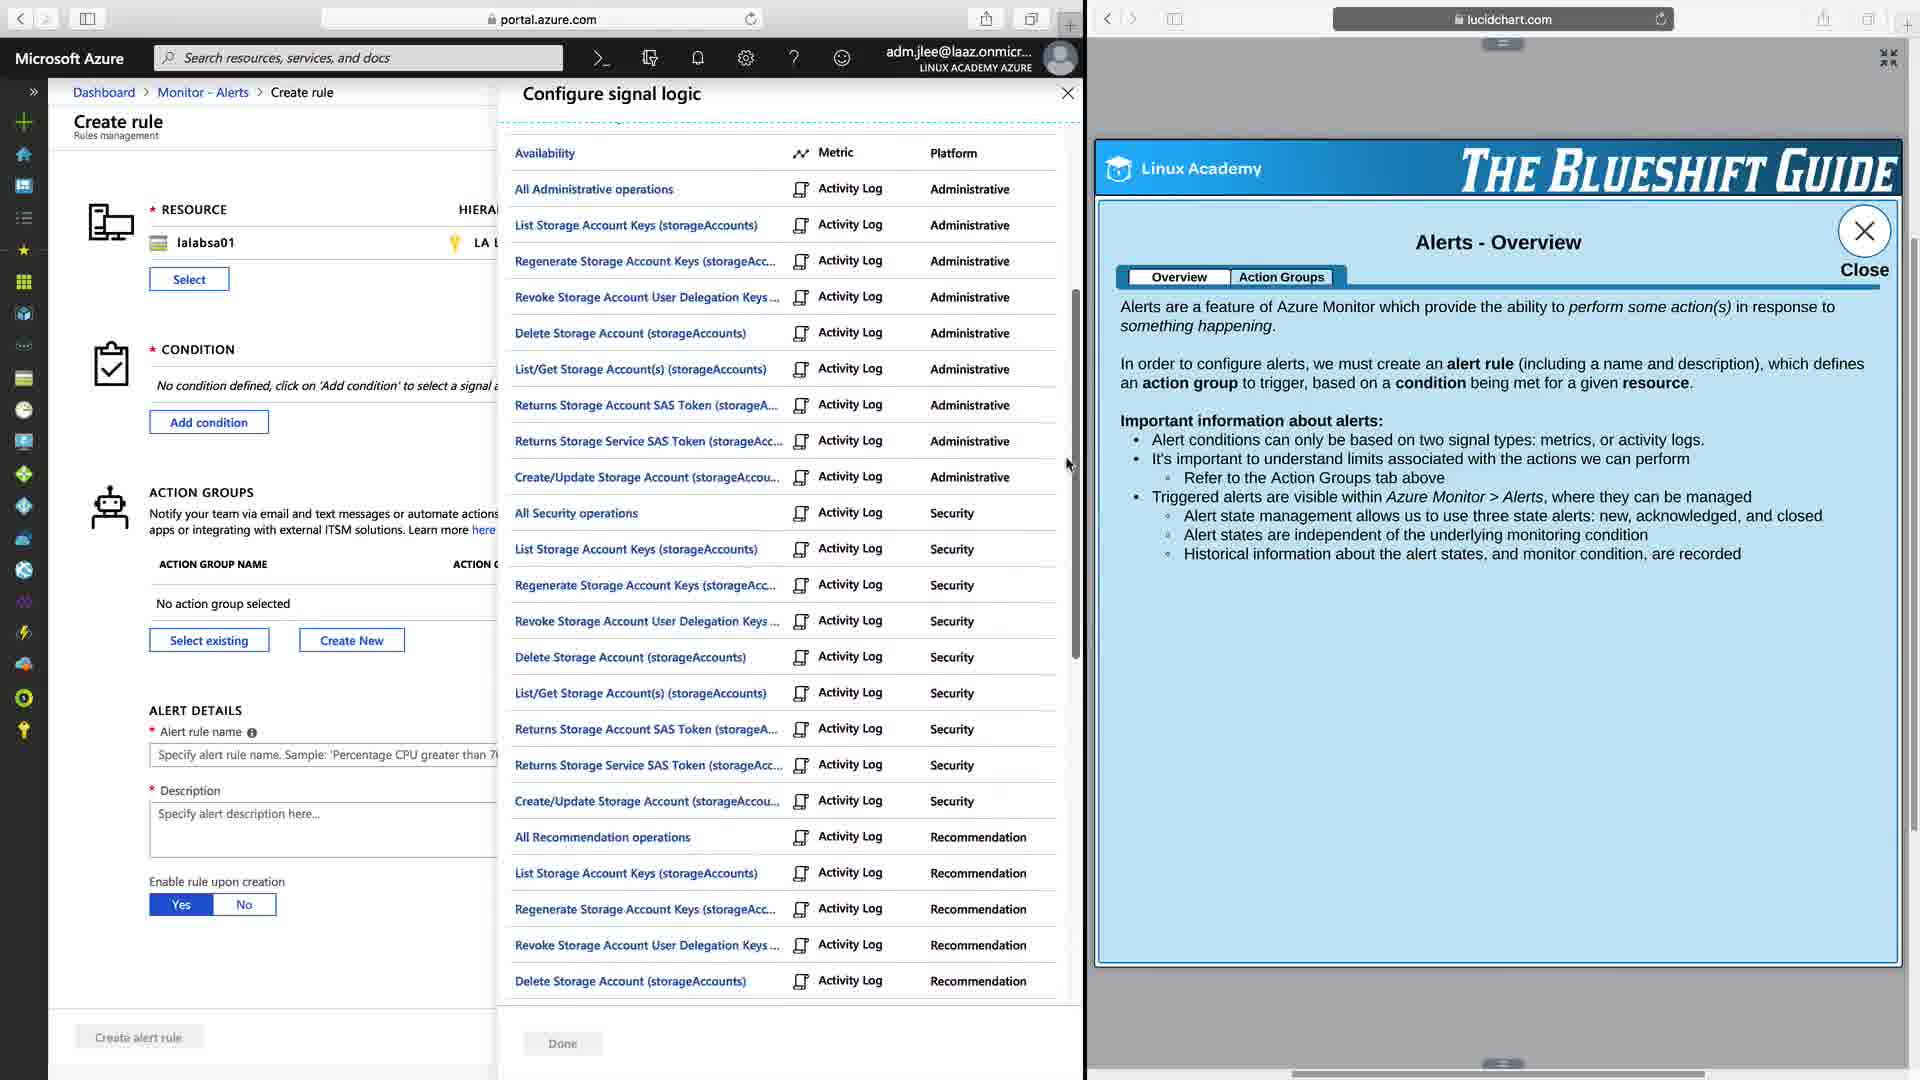 portal.azure.com
Microsoft Azure
Search resources, services, and docs
adm.jlee@laaz.onmicr...
LINUX ACADEMY AZURE
Dashboard > Monitor - Alerts > Create rule
Create rule
Rules management
* RESOURCE
HIERA
lalabsa01
LA L
Select
* CONDITION
No condition defined, click on 'Add condition' to select a signal a
Add condition
ACTION GROUPS
Notify your team via email and text messages or automate actions
apps or integrating with external ITSM solutions. Learn more here
ACTION GROUP NAME
ACTION G
No action group selected
Select existing
Create New
ALERT DETAILS
* Alert rule name
Specify alert rule name. Sample: 'Percentage CPU greater than 70
* Description
Specify alert description here...
Enable rule upon creation
Yes
No
Create alert rule
Configure signal logic
Availability Metric Platform
All Administrative operations Activity Log Administrative
List Storage Account Keys (storageAccounts) Activity Log Administrative
Regenerate Storage Account Keys (storageAcc... Activity Log Administrative
Revoke Storage Account User Delegation Keys ... Activity Log Administrative
Delete Storage Account (storageAccounts) Activity Log Administrative
List/Get Storage Account(s) (storageAccounts) Activity Log Administrative
Returns Storage Account SAS Token (storageA... Activity Log Administrative
Returns Storage Service SAS Token (storageAcc... Activity Log Administrative
Create/Update Storage Account (storageAccou... Activity Log Administrative
All Security operations Activity Log Security
List Storage Account Keys (storageAccounts) Activity Log Security
Regenerate Storage Account Keys (storageAcc... Activity Log Security
Revoke Storage Account User Delegation Keys ... Activity Log Security
Delete Storage Account (storageAccounts) Activity Log Security
List/Get Storage Account(s) (storageAccounts) Activity Log Security
Returns Storage Account SAS Token (storageA... Activity Log Security
Returns Storage Service SAS Token (storageAcc... Activity Log Security
Create/Update Storage Account (storageAccou... Activity Log Security
All Recommendation operations Activity Log Recommendation
List Storage Account Keys (storageAccounts) Activity Log Recommendation
Regenerate Storage Account Keys (storageAcc... Activity Log Recommendation
Revoke Storage Account User Delegation Keys ... Activity Log Recommendation
Delete Storage Account (storageAccounts) Activity Log Recommendation
Done
lucidchart.com
Linux Academy
THE BLUESHIFT GUIDE
Alerts - Overview
Close
Overview
Action Groups
Alerts are a feature of Azure Monitor which provide the ability to perform some action(s) in response to
something happening.
In order to configure alerts, we must create an alert rule (including a name and description), which defines
an action group to trigger, based on a condition being met for a given resource.
Important information about alerts:
• Alert conditions can only be based on two signal types: metrics, or activity logs.
• It's important to understand limits associated with the actions we can perform
◦ Refer to the Action Groups tab above
• Triggered alerts are visible within Azure Monitor > Alerts, where they can be managed
◦ Alert state management allows us to use three state alerts: new, acknowledged, and closed
◦ Alert states are independent of the underlying monitoring condition
◦ Historical information about the alert states, and monitor condition, are recorded